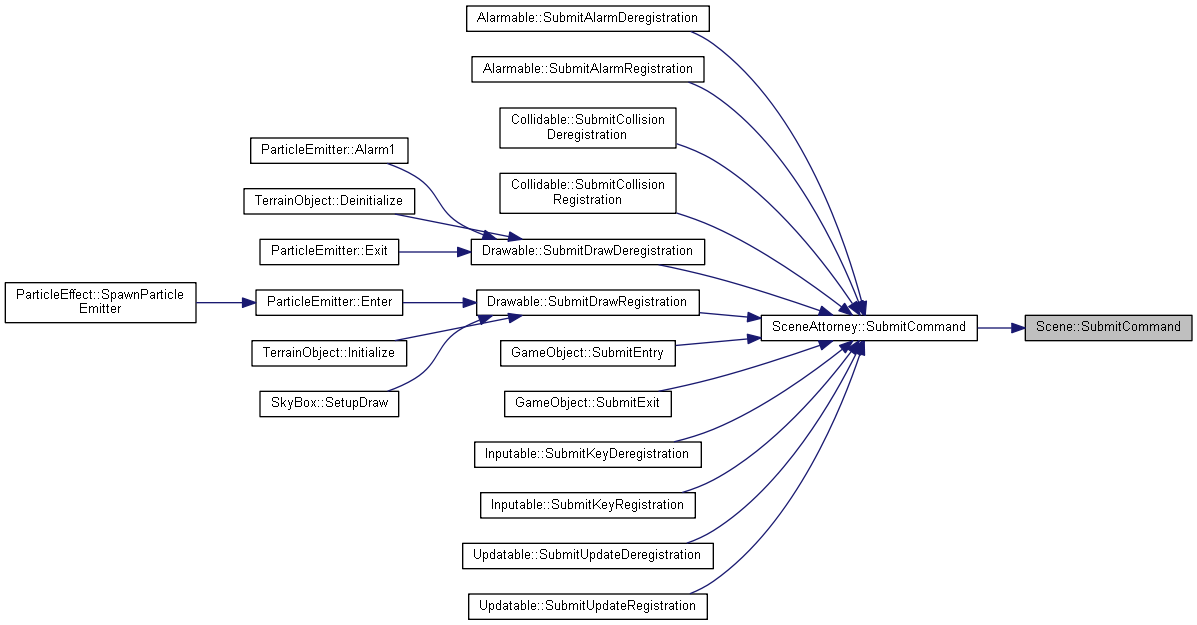 Alarmable::SubmitAlarmDeregistration
Alarmable::SubmitAlarmRegistration
Collidable::SubmitCollision
Deregistration
ParticleEmitter::Alarm1
Collidable::SubmitCollision
Registration
TerrainObject::Deinitialize
ParticleEmitter::Exit
Drawable::SubmitDrawDeregistration
ParticleEffect::SpawnParticle
Emitter
ParticleEmitter::Enter
Drawable::SubmitDrawRegistration
SceneAttorney::SubmitCommand
Scene::SubmitCommand
TerrainObject::Initialize
GameObject::SubmitEntry
SkyBox::SetupDraw
GameObject::SubmitExit
Inputable::SubmitKeyDeregistration
Inputable::SubmitKeyRegistration
Updatable::SubmitUpdateDeregistration
Updatable::SubmitUpdateRegistration